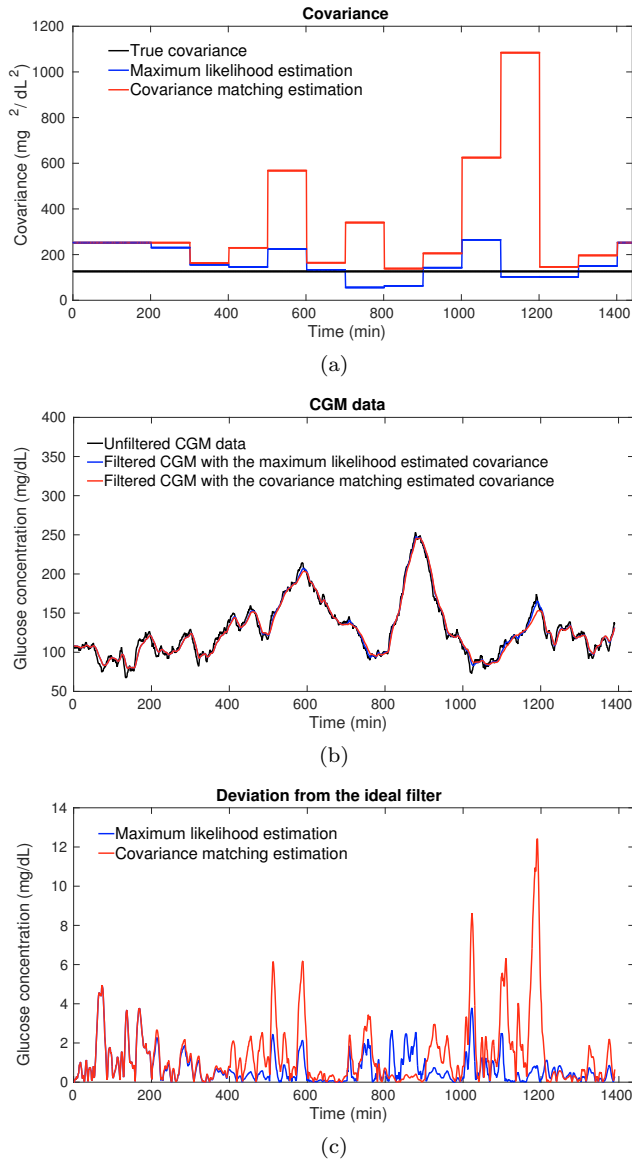 Covariance
1200
1000
800
600
400
200
0
Covariance (mg 2/ dL 2)
True covariance
Maximum likelihood estimation
Covariance matching estimation
0 200 400 600 800 1000 1200 1400
Time (min)
(a)
CGM data
400
350
300
250
200
150
100
50
Glucose concentration (mg/dL)
Unfiltered CGM data
Filtered CGM with the maximum likelihood estimated covariance
Filtered CGM with the covariance matching estimated covariance
0 200 400 600 800 1000 1200 1400
Time (min)
(b)
Deviation from the ideal filter
14
12
10
8
6
4
2
0
Glucose concentration (mg/dL)
Maximum likelihood estimation
Covariance matching estimation
0 200 400 600 800 1000 1200 1400
Time (min)
(c)